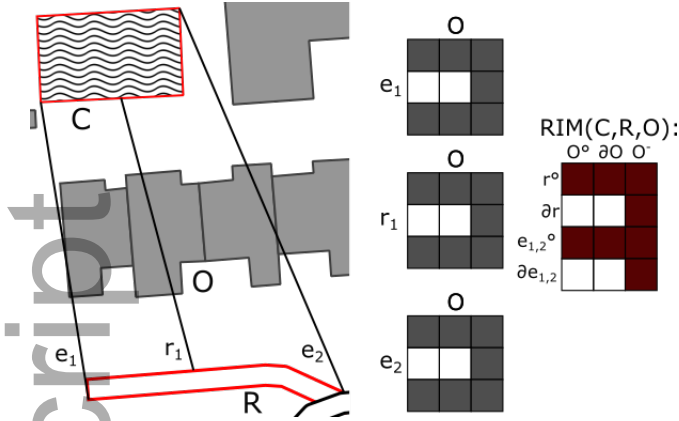 C
O
e₁
r₁
e₂
R
cript
O
e₁
O
r₁
O
e₂
RIM(C,R,O):
O° ∂O O⁻
r°
∂r
e₁,₂°
∂e₁,₂